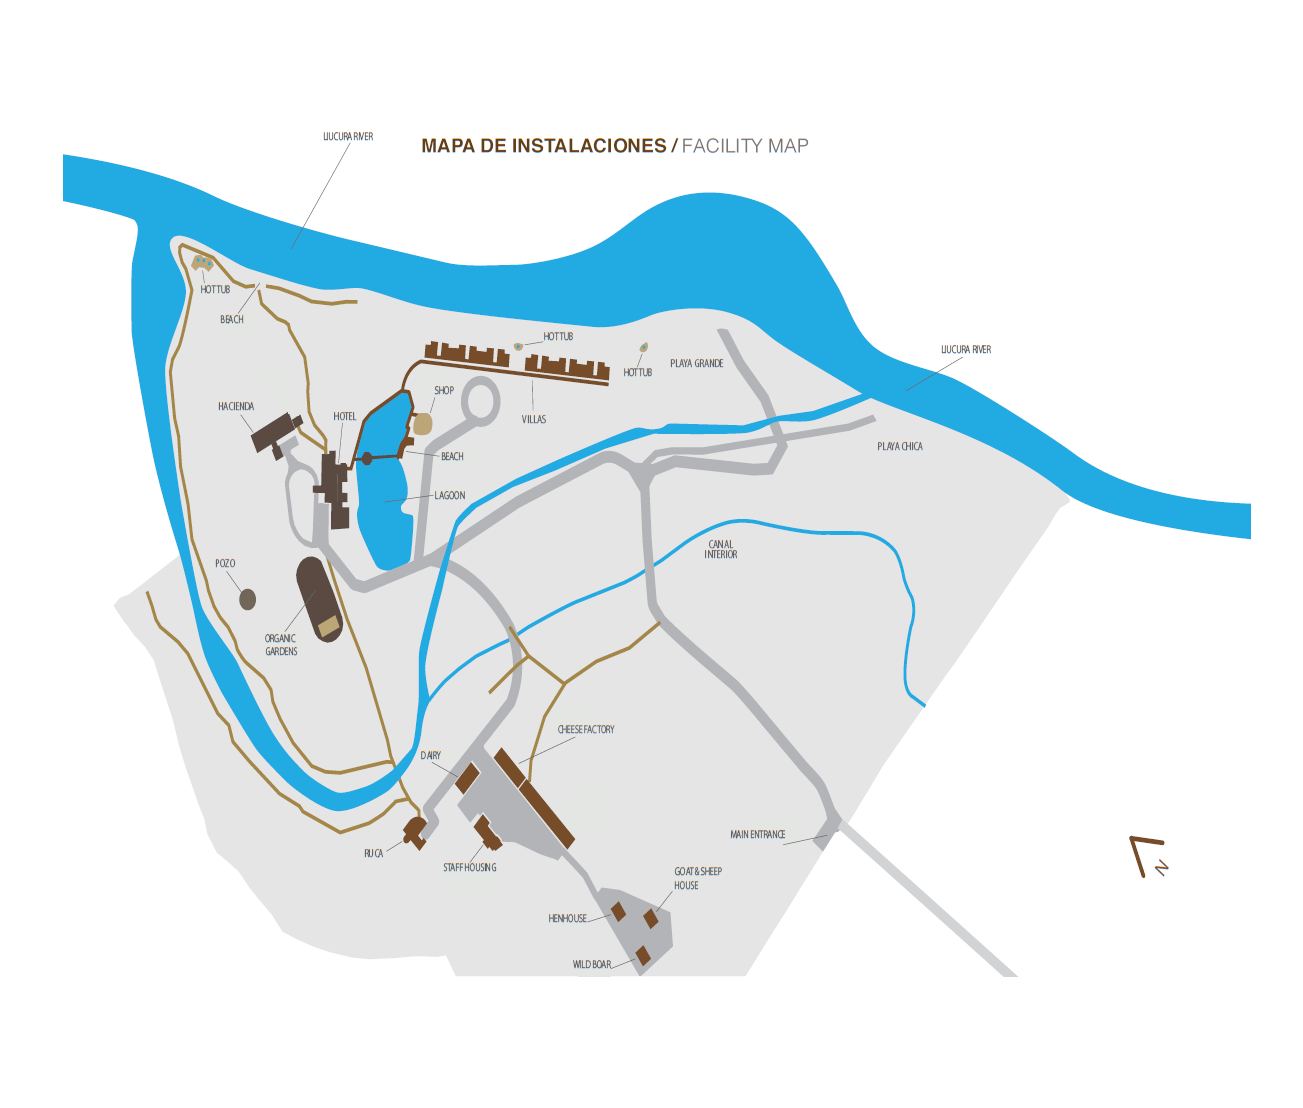 LIUCURA RIVER
MAPA DE INSTALACIONES / FACILITY MAP
HOT TUB
BEACH
HOT TUB
HOT TUB
PLAYA GRANDE
LIUCURA RIVER
SHOP
HACIENDA
HOTEL
VILLAS
PLAYA CHICA
BEACH
LAGOON
CANAL
INTERIOR
POZO
ORGANIC
GARDENS
CHEESE FACTORY
DAIRY
MAIN ENTRANCE
RUCA
STAFF HOUSING
GOAT & SHEEP
HOUSE
HENHOUSE
WILD BOAR
N